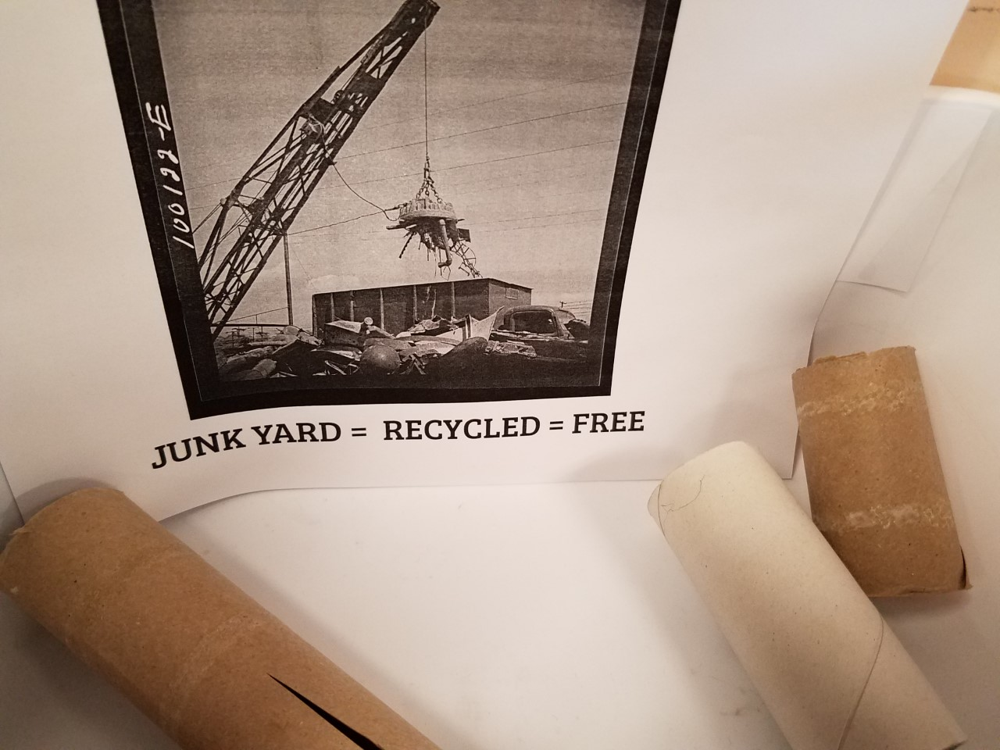 100122-E
JUNK YARD = RECYCLED = FREE